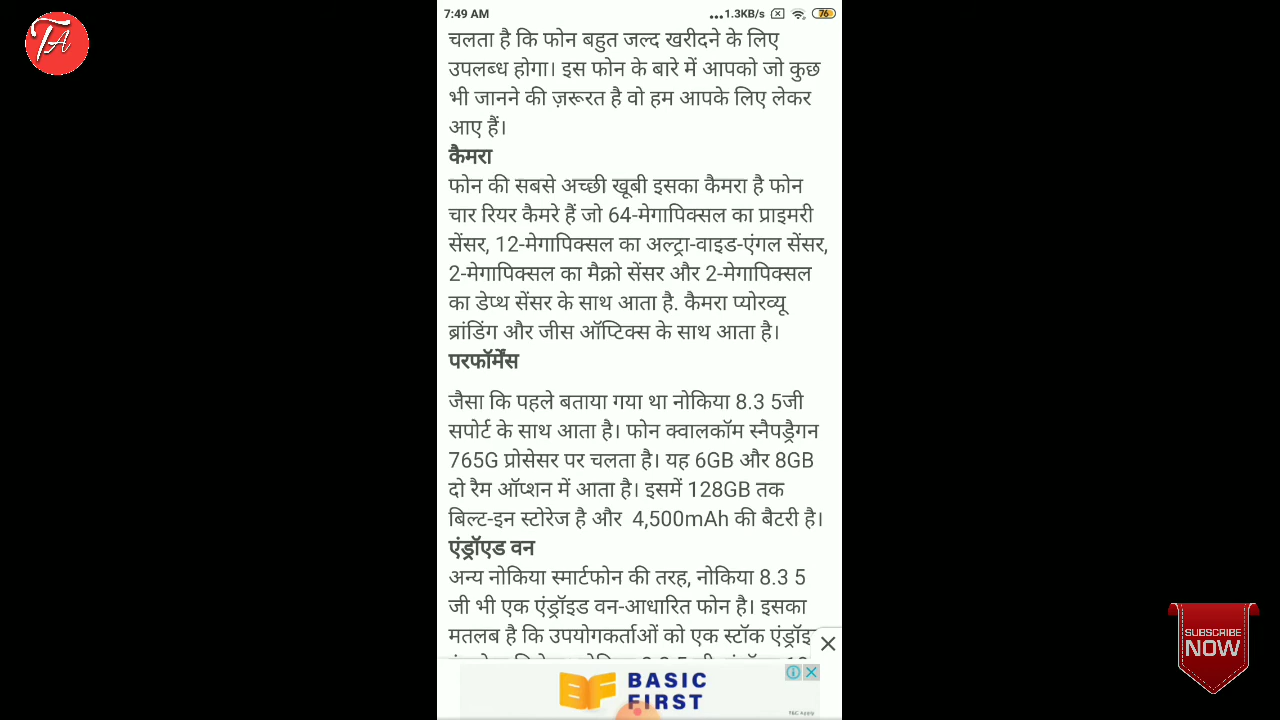 TA
7:49 AM ...1.3KB/s 76
चलता है कि फोन बहुत जल्द खरीदने के लिए
उपलब्ध होगा। इस फोन के बारे में आपको जो कुछ
भी जानने की ज़रूरत है वो हम आपके लिए लेकर
आए हैं।
कैमरा
फोन की सबसे अच्छी खूबी इसका कैमरा है फोन
चार रियर कैमरे हैं जो 64-मेगापिक्सल का प्राइमरी
सेंसर, 12-मेगापिक्सल का अल्ट्रा-वाइड-एंगल सेंसर,
2-मेगापिक्सल का मैक्रो सेंसर और 2-मेगापिक्सल
का डेप्थ सेंसर के साथ आता है. कैमरा प्योरव्यू
ब्रांडिंग और जीस ऑप्टिक्स के साथ आता है।
परफॉर्मेंस
जैसा कि पहले बताया गया था नोकिया 8.3 5जी
सपोर्ट के साथ आता है। फोन क्वालकॉम स्नैपड्रैगन
765G प्रोसेसर पर चलता है। यह 6GB और 8GB
दो रैम ऑप्शन में आता है। इसमें 128GB तक
बिल्ट-इन स्टोरेज है और 4,500mAh की बैटरी है।
एंड्रॉएड वन
अन्य नोकिया स्मार्टफोन की तरह, नोकिया 8.3 5
जी भी एक एंड्रॉइड वन-आधारित फोन है। इसका
मतलब है कि उपयोगकर्ताओं को एक स्टॉक
BASIC
FIRST
T&C Apply
SUBSCRIBE
NOW